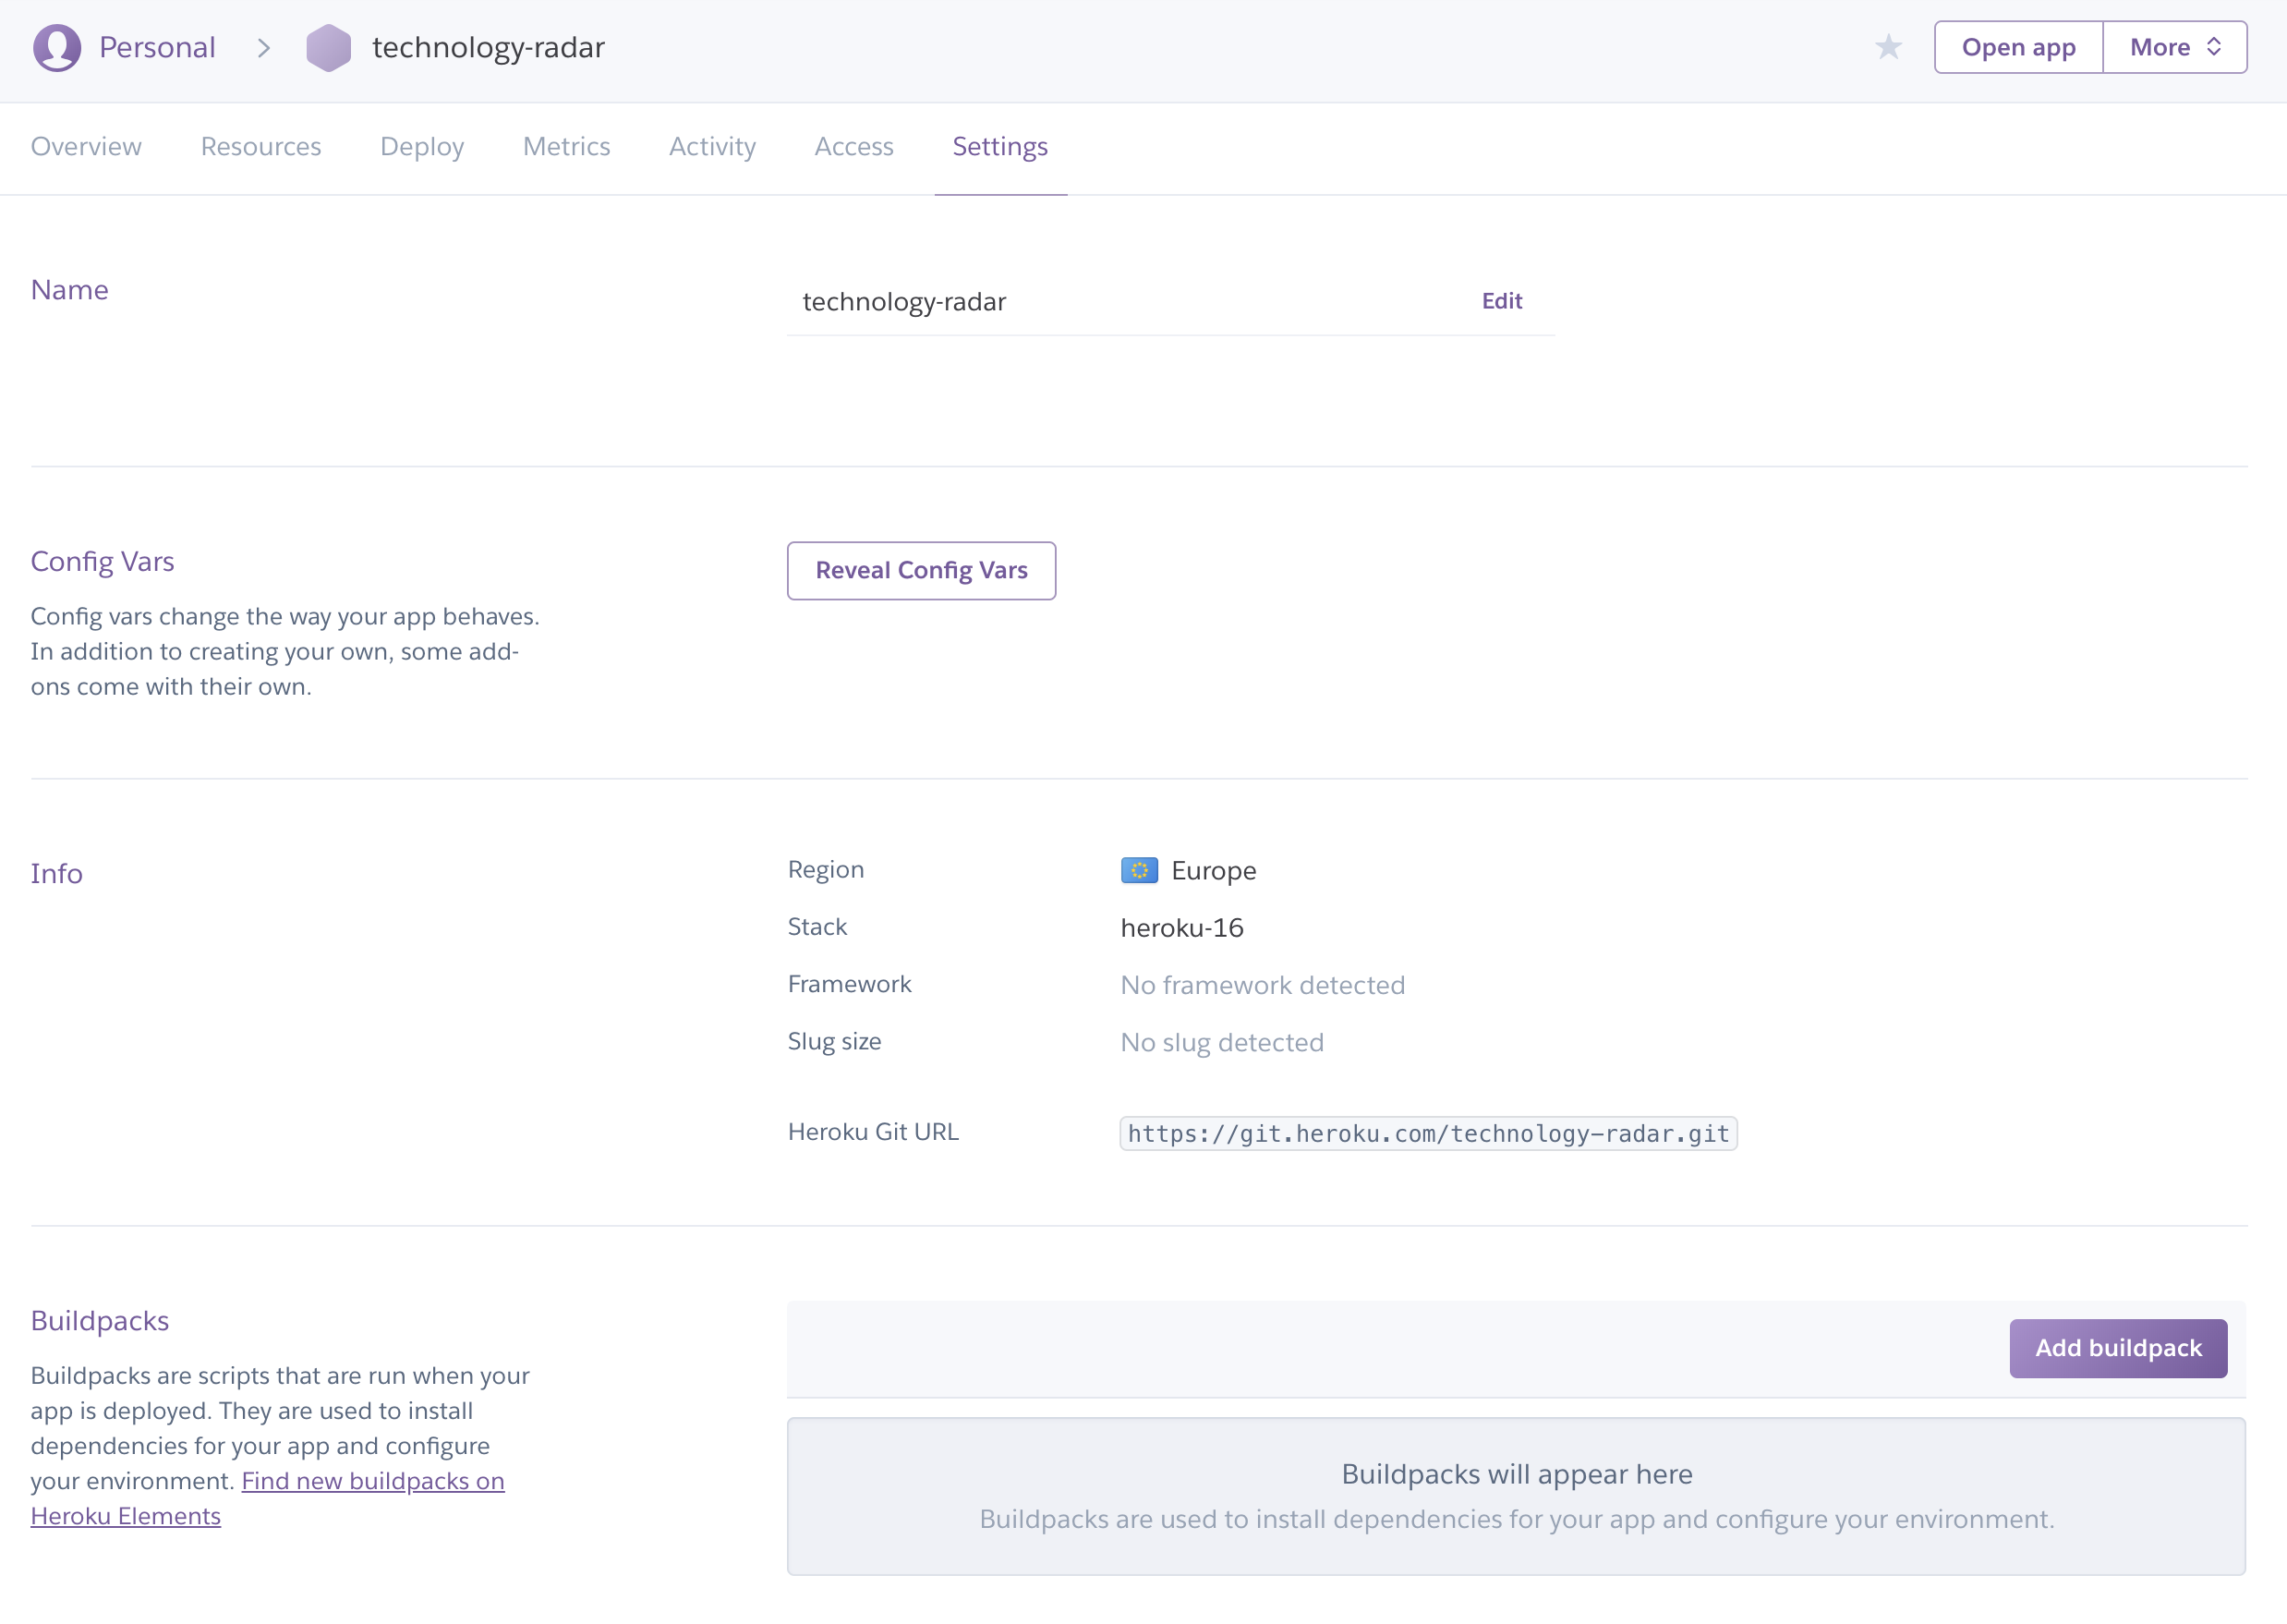 Personal > technology-radar
Open app
More
Overview
Resources
Deploy
Metrics
Activity
Access
Settings
Name
technology-radar
Edit
Config Vars
Config vars change the way your app behaves.
In addition to creating your own, some add-
ons come with their own.
Reveal Config Vars
Info
Region
Europe
Stack
heroku-16
Framework
No framework detected
Slug size
No slug detected
Heroku Git URL
https://git.heroku.com/technology-radar.git
Buildpacks
Buildpacks are scripts that are run when your
app is deployed. They are used to install
dependencies for your app and configure
your environment. Find new buildpacks on
Heroku Elements
Add buildpack
Buildpacks will appear here
Buildpacks are used to install dependencies for your app and configure your environment.